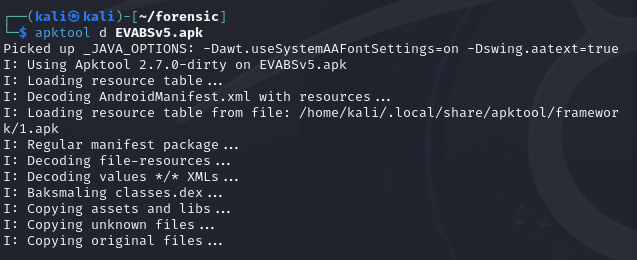 ┌──(kali㉿kali)-[~/forensic]
└─$ apktool d EVABSv5.apk
Picked up _JAVA_OPTIONS: -Dawt.useSystemAAFontSettings=on -Dswing.aatext=true
I: Using Apktool 2.7.0-dirty on EVABSv5.apk
I: Loading resource table...
I: Decoding AndroidManifest.xml with resources...
I: Loading resource table from file: /home/kali/.local/share/apktool/framewor
k/1.apk
I: Regular manifest package...
I: Decoding file-resources...
I: Decoding values */* XMLs...
I: Baksmaling classes.dex...
I: Copying assets and libs...
I: Copying unknown files...
I: Copying original files...